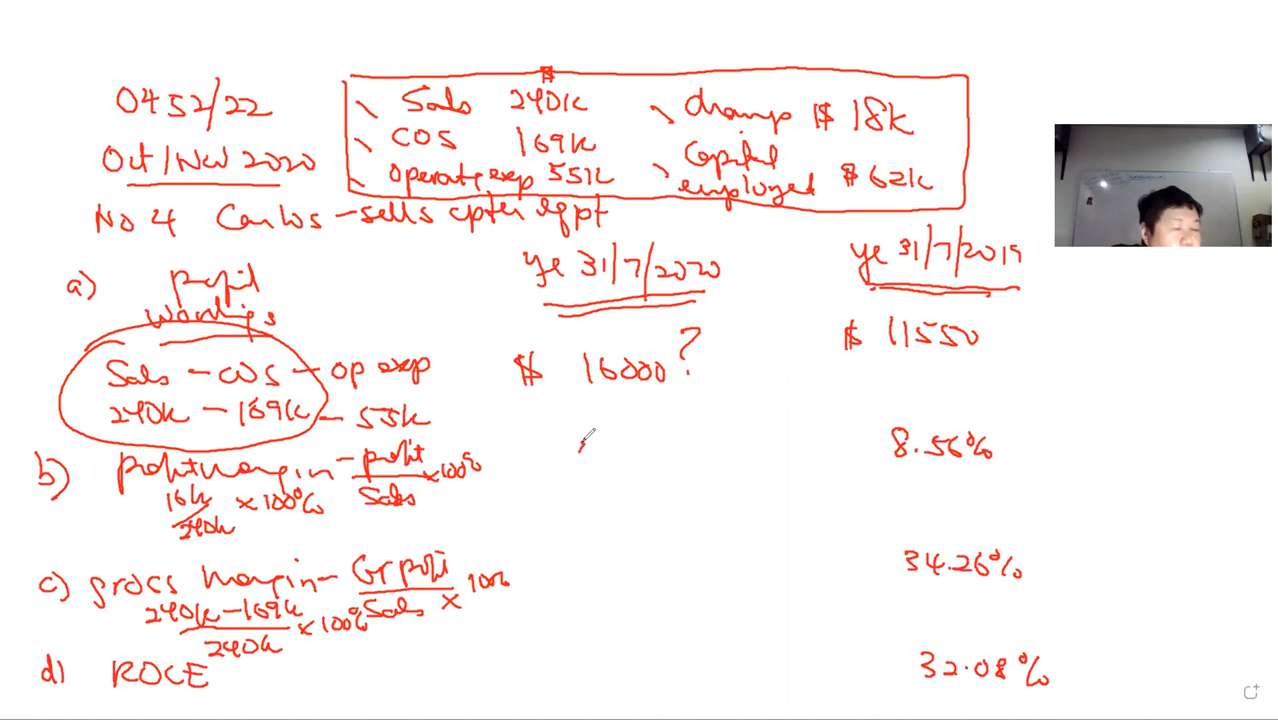 0452/22
Oct/Nov 2020
No 4 Carlos - sells cpter eqpt
$
Sales 240K
COS 169K
operate exp 55K
$ 18K
Capital employed $ 62K
ye 31/7/2020
ye 31/7/2019
a) profit workings
Sales - COS - op exp
240K - 169K - 55K
$ 16000 ?
$ 11550
b) profit margin - profit / Sales x 100%
16K / 240K x 100%
8.56%
c) gross margin - Gr profit / Sales x 100%
240K - 169K / 240K x 100%
34.26%
d) ROCE
32.08%